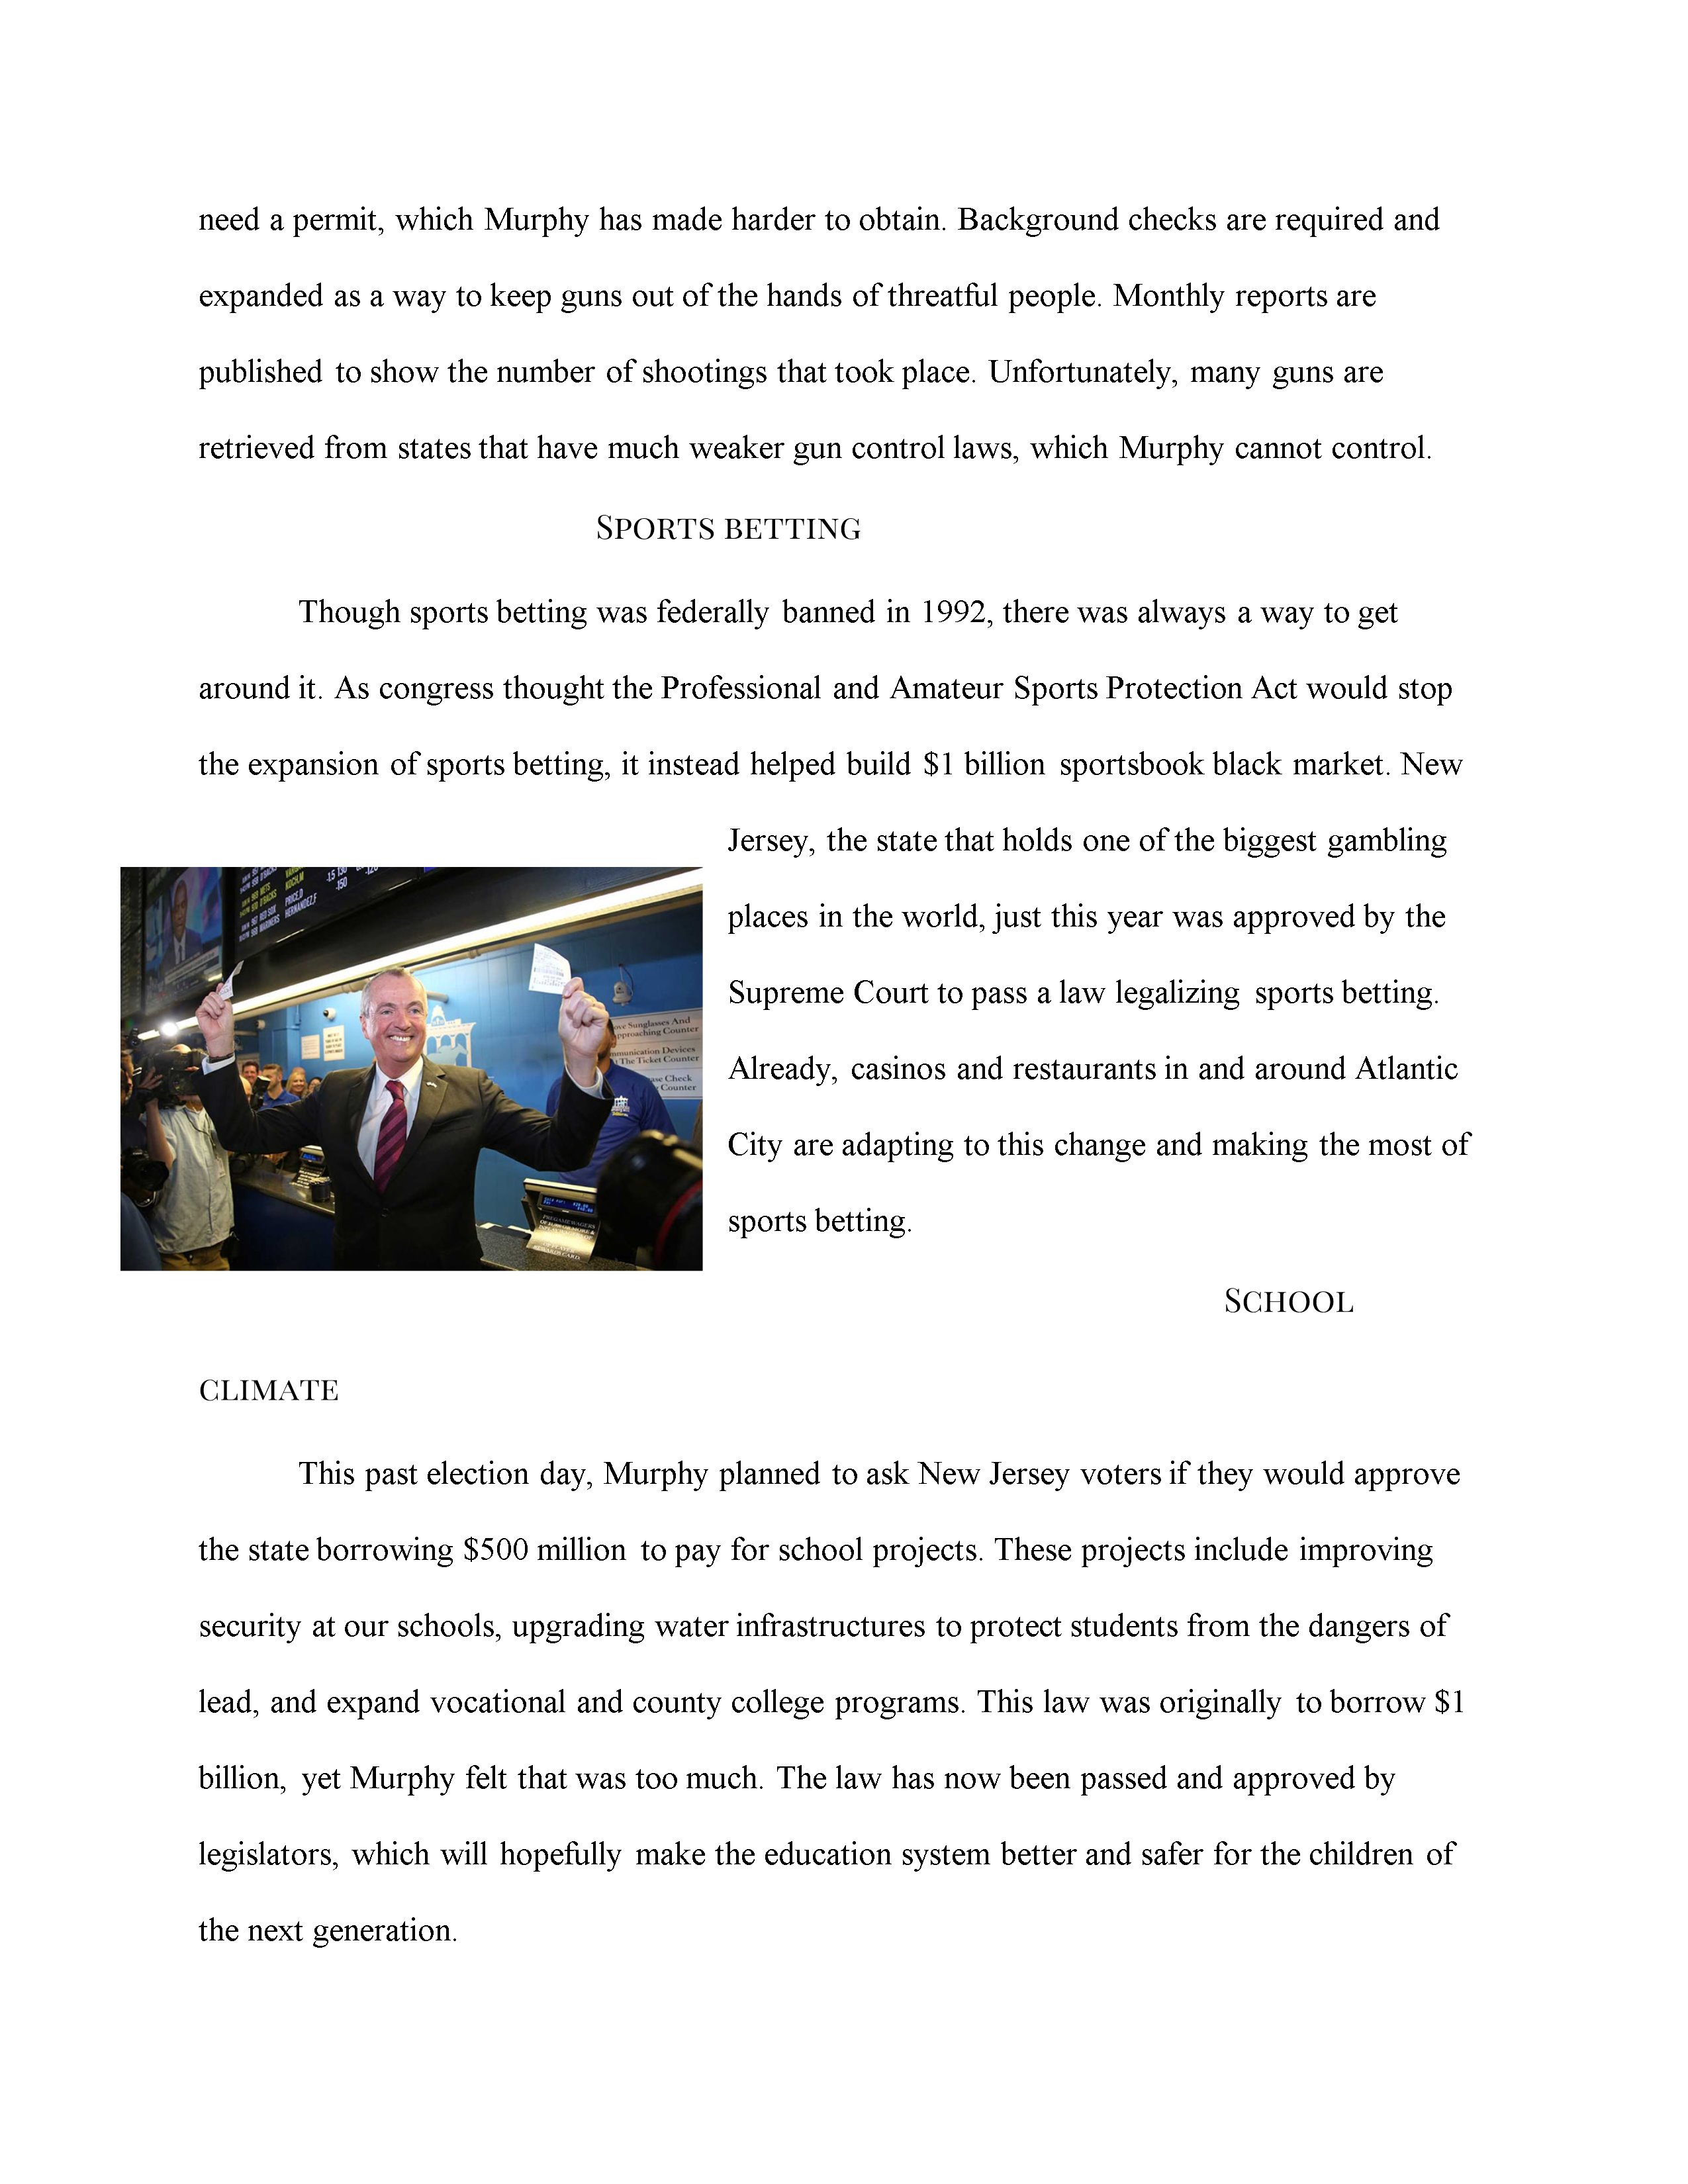 need a permit, which Murphy has made harder to obtain. Background checks are required and
expanded as a way to keep guns out of the hands of threatful people. Monthly reports are
published to show the number of shootings that took place. Unfortunately, many guns are
retrieved from states that have much weaker gun control laws, which Murphy cannot control.
SPORTS BETTING
Though sports betting was federally banned in 1992, there was always a way to get
around it. As congress thought the Professional and Amateur Sports Protection Act would stop
the expansion of sports betting, it instead helped build $1 billion sportsbook black market. New
Jersey, the state that holds one of the biggest gambling
places in the world, just this year was approved by the
Supreme Court to pass a law legalizing sports betting.
Already, casinos and restaurants in and around Atlantic
City are adapting to this change and making the most of
sports betting.
KOCH,M
PRICE,D
HERNANDEZ,F
15 130
-150
Sunglasses And
pproaching Counter
Devices
The Ticket Counter
Check
Counter
SCHOOL
CLIMATE
This past election day, Murphy planned to ask New Jersey voters if they would approve
the state borrowing $500 million to pay for school projects. These projects include improving
security at our schools, upgrading water infrastructures to protect students from the dangers of
lead, and expand vocational and county college programs. This law was originally to borrow $1
billion, yet Murphy felt that was too much. The law has now been passed and approved by
legislators, which will hopefully make the education system better and safer for the children of
the next generation.